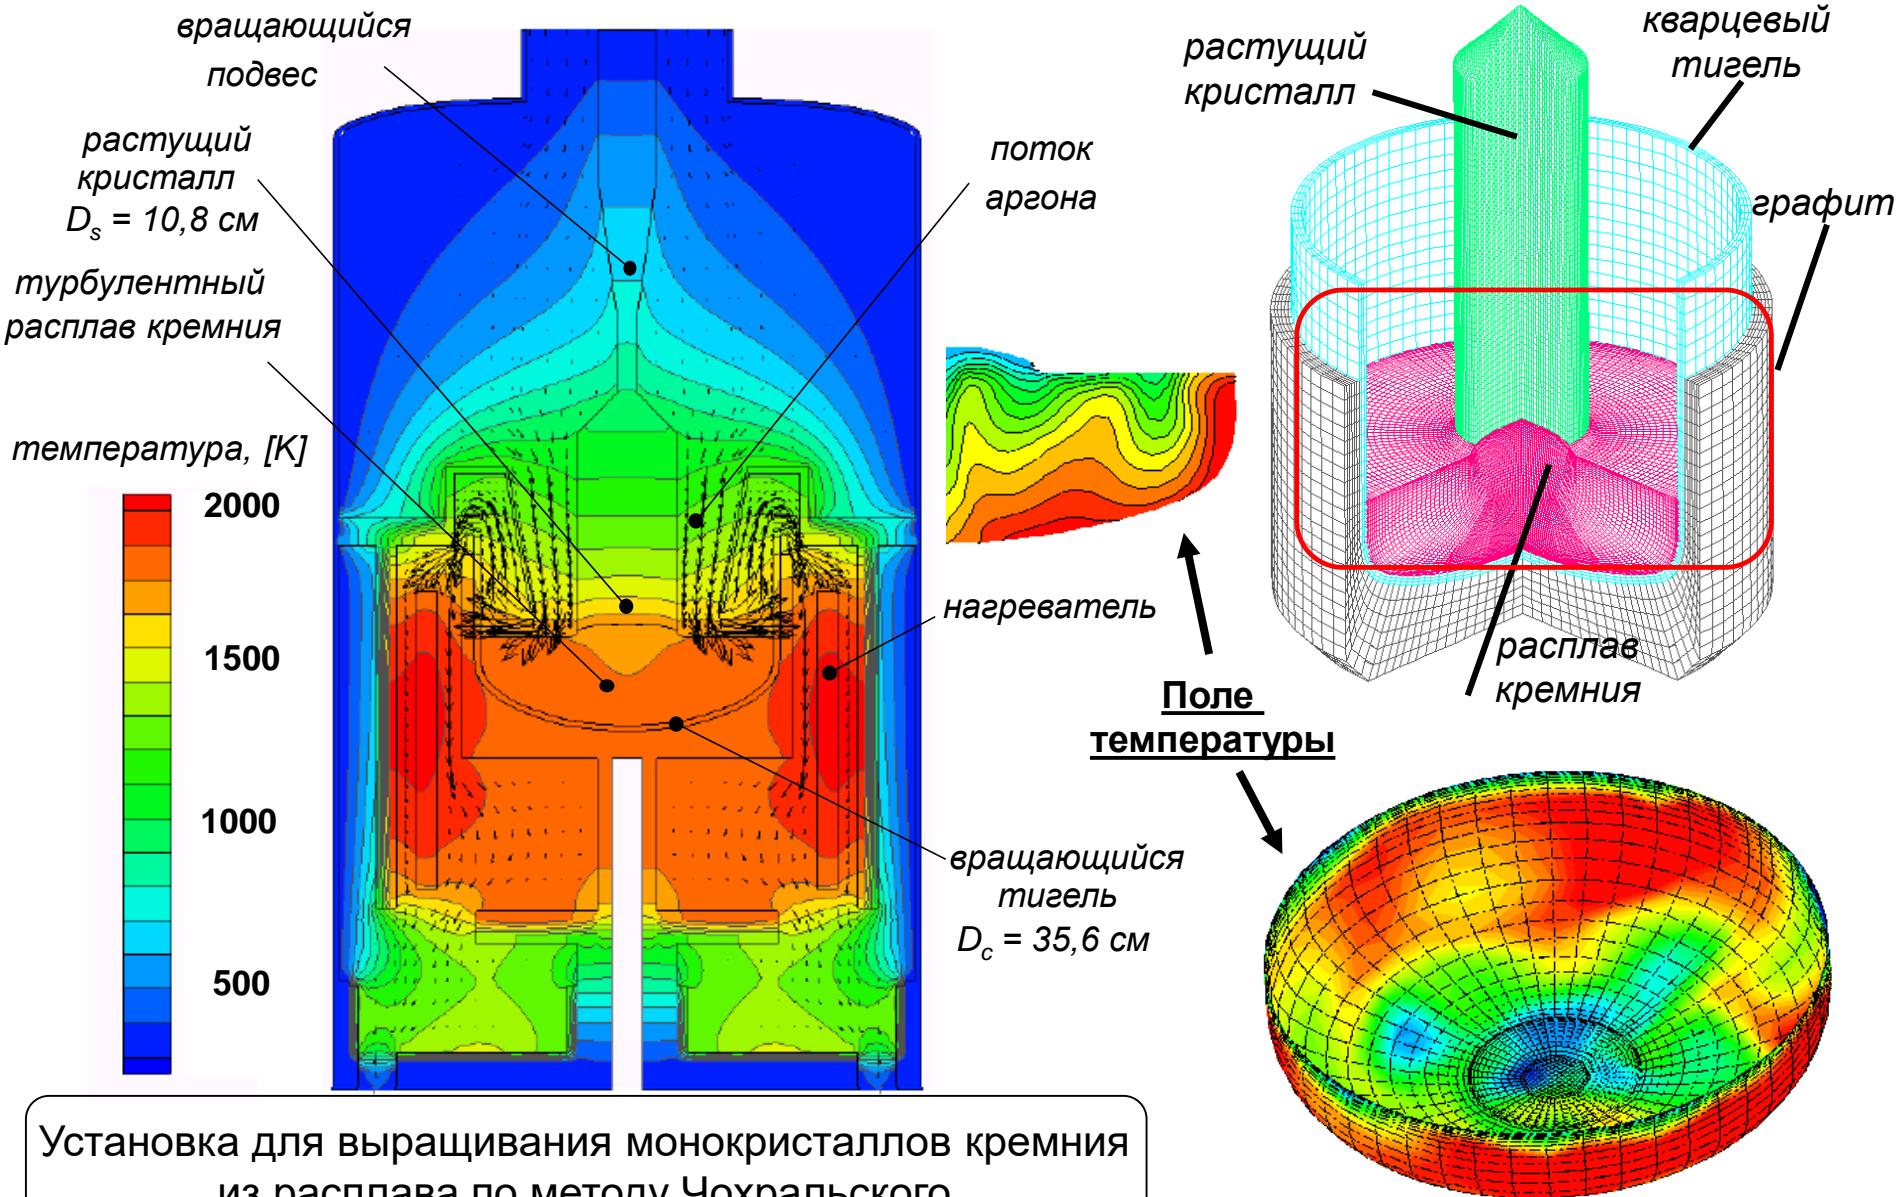 вращающийся
подвес
растущий
кристалл
Ds = 10,8 см
турбулентный
расплав кремния
температура, [K]
2000
1500
1000
500
поток
аргона
нагреватель
вращающийся
тигель
Dc = 35,6 см
растущий
кристалл
кварцевый
тигель
графит
расплав
кремния
Поле
температуры
Установка для выращивания монокристаллов кремния
из расплава по методу Чохральского